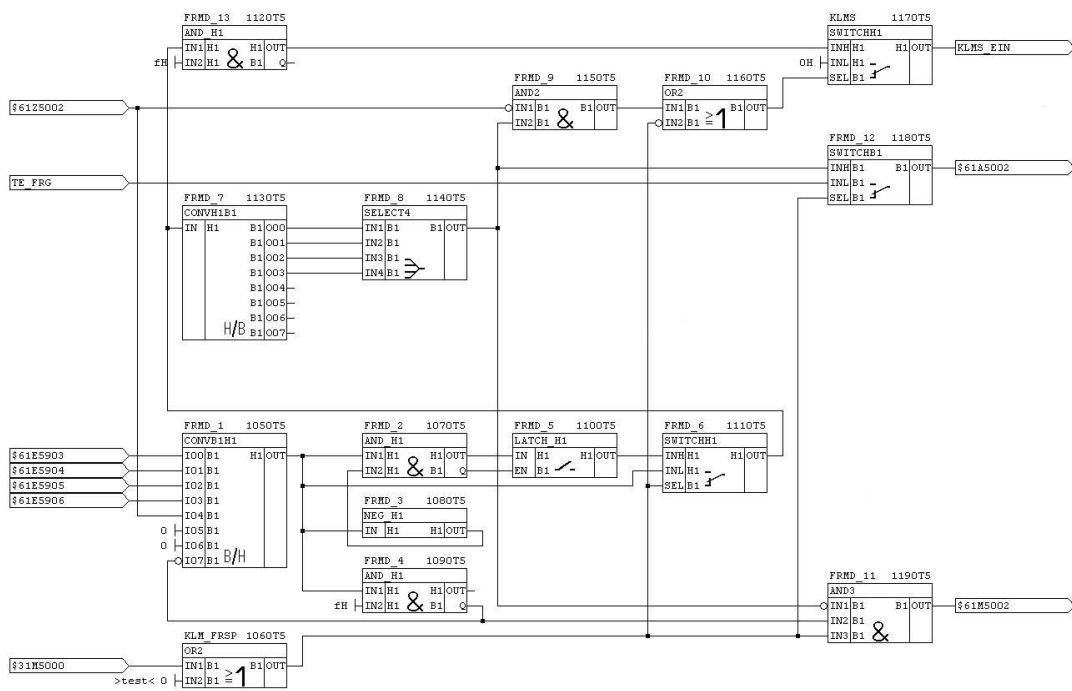 FRMD_13 1120T5
AND_H1
IN1 H1 H1 OUT
fH IN2 H1 & B1 Q
KLMS 1170T5
SWITCHH1
INH H1 H1 OUT
0H INL H1
SEL B1
KLMS_EIN
$61Z5002
FRMD_9 1150T5
AND2
IN1 B1 B1 OUT
IN2 B1 &
FRMD_10 1160T5
OR2
IN1 B1 B1 OUT
IN2 B1 ≥1
TE_FRG
FRMD_12 1180T5
SWITCHB1
INH B1 B1 OUT
INL B1
SEL B1
$61A5002
FRMD_7 1130T5
CONVH1B1
IN H1 B1 O00
B1 O01
B1 O02
B1 O03
B1 O04
B1 O05
B1 O06
H/B B1 O07
FRMD_8 1140T5
SELECT4
IN1 B1 B1 OUT
IN2 B1
IN3 B1
IN4 B1
$61E5903
$61E5904
$61E5905
$61E5906
FRMD_1 1050T5
CONVB1H1
I00 B1 H1 OUT
I01 B1
I02 B1
I03 B1
I04 B1
0 I05 B1
0 I06 B1
I07 B1 B/H
FRMD_2 1070T5
AND_H1
IN1 H1 H1 OUT
IN2 H1 & B1 Q
FRMD_3 1080T5
NEG_H1
IN H1 H1 OUT
FRMD_4 1090T5
AND_H1
IN1 H1 H1 OUT
fH IN2 H1 & B1 Q
FRMD_5 1100T5
LATCH_H1
IN H1 H1 OUT
EN B1
FRMD_6 1110T5
SWITCHH1
INH H1 H1 OUT
INL H1
SEL B1
FRMD_11 1190T5
AND3
IN1 B1 B1 OUT
IN2 B1
IN3 B1 &
$61M5002
$31M5000
KLM_FRSP 1060T5
OR2
IN1 B1 B1 OUT
>test< 0 IN2 B1 ≥1